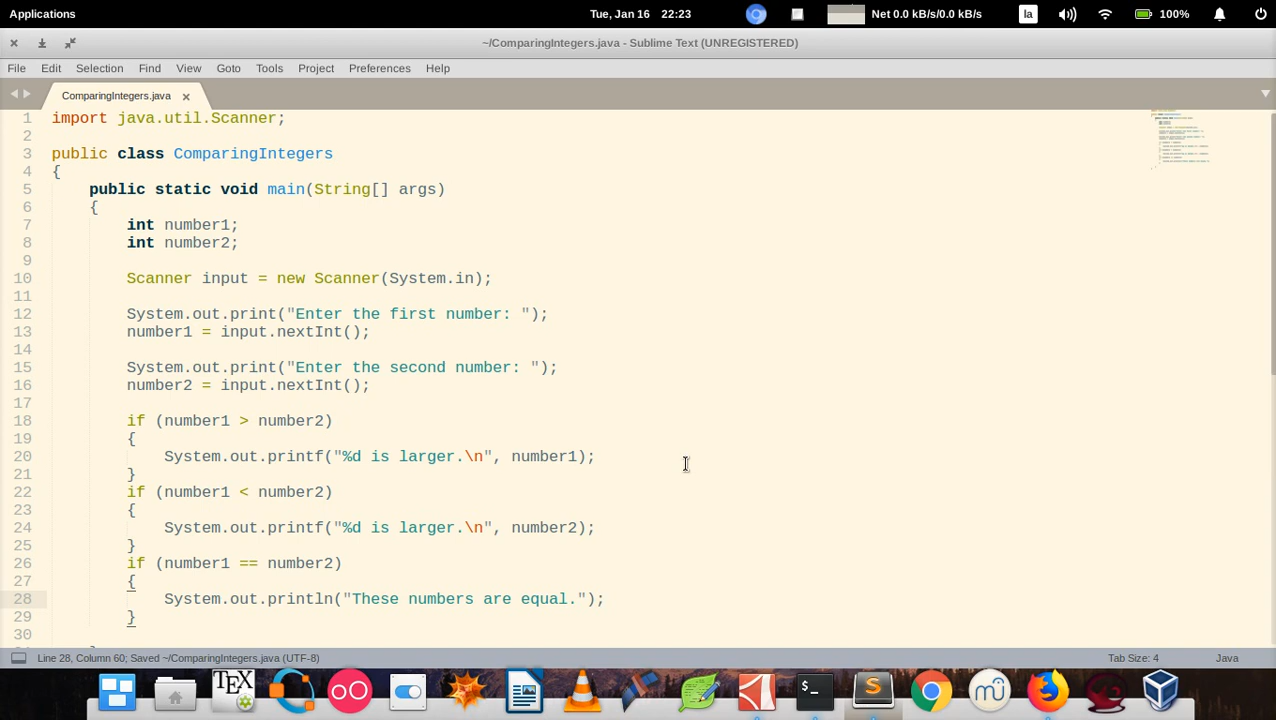 Applications
Tue, Jan 16 22:23
Net 0.0 kB/s/0.0 kB/s
la
100%
~/ComparingIntegers.java - Sublime Text (UNREGISTERED)
File Edit Selection Find View Goto Tools Project Preferences Help
ComparingIntegers.java
1 import java.util.Scanner;
2
3 public class ComparingIntegers
4 {
5     public static void main(String[] args)
6     {
7         int number1;
8         int number2;
9
10         Scanner input = new Scanner(System.in);
11
12         System.out.print("Enter the first number: ");
13         number1 = input.nextInt();
14
15         System.out.print("Enter the second number: ");
16         number2 = input.nextInt();
17
18         if (number1 > number2)
19         {
20             System.out.printf("%d is larger.\n", number1);
21         }
22         if (number1 < number2)
23         {
24             System.out.printf("%d is larger.\n", number2);
25         }
26         if (number1 == number2)
27         {
28             System.out.println("These numbers are equal.");
29         }
30
Line 28, Column 60; Saved ~/ComparingIntegers.java (UTF-8)
Tab Size: 4
Java
TEX
>_
S
mu